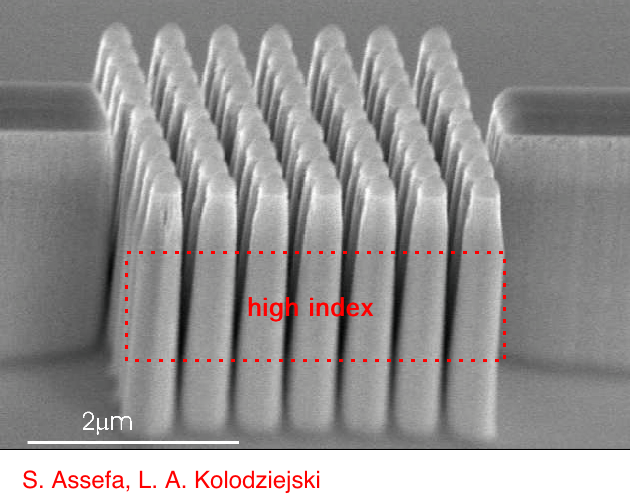 high index
2μm
S. Assefa, L. A. Kolodziejski